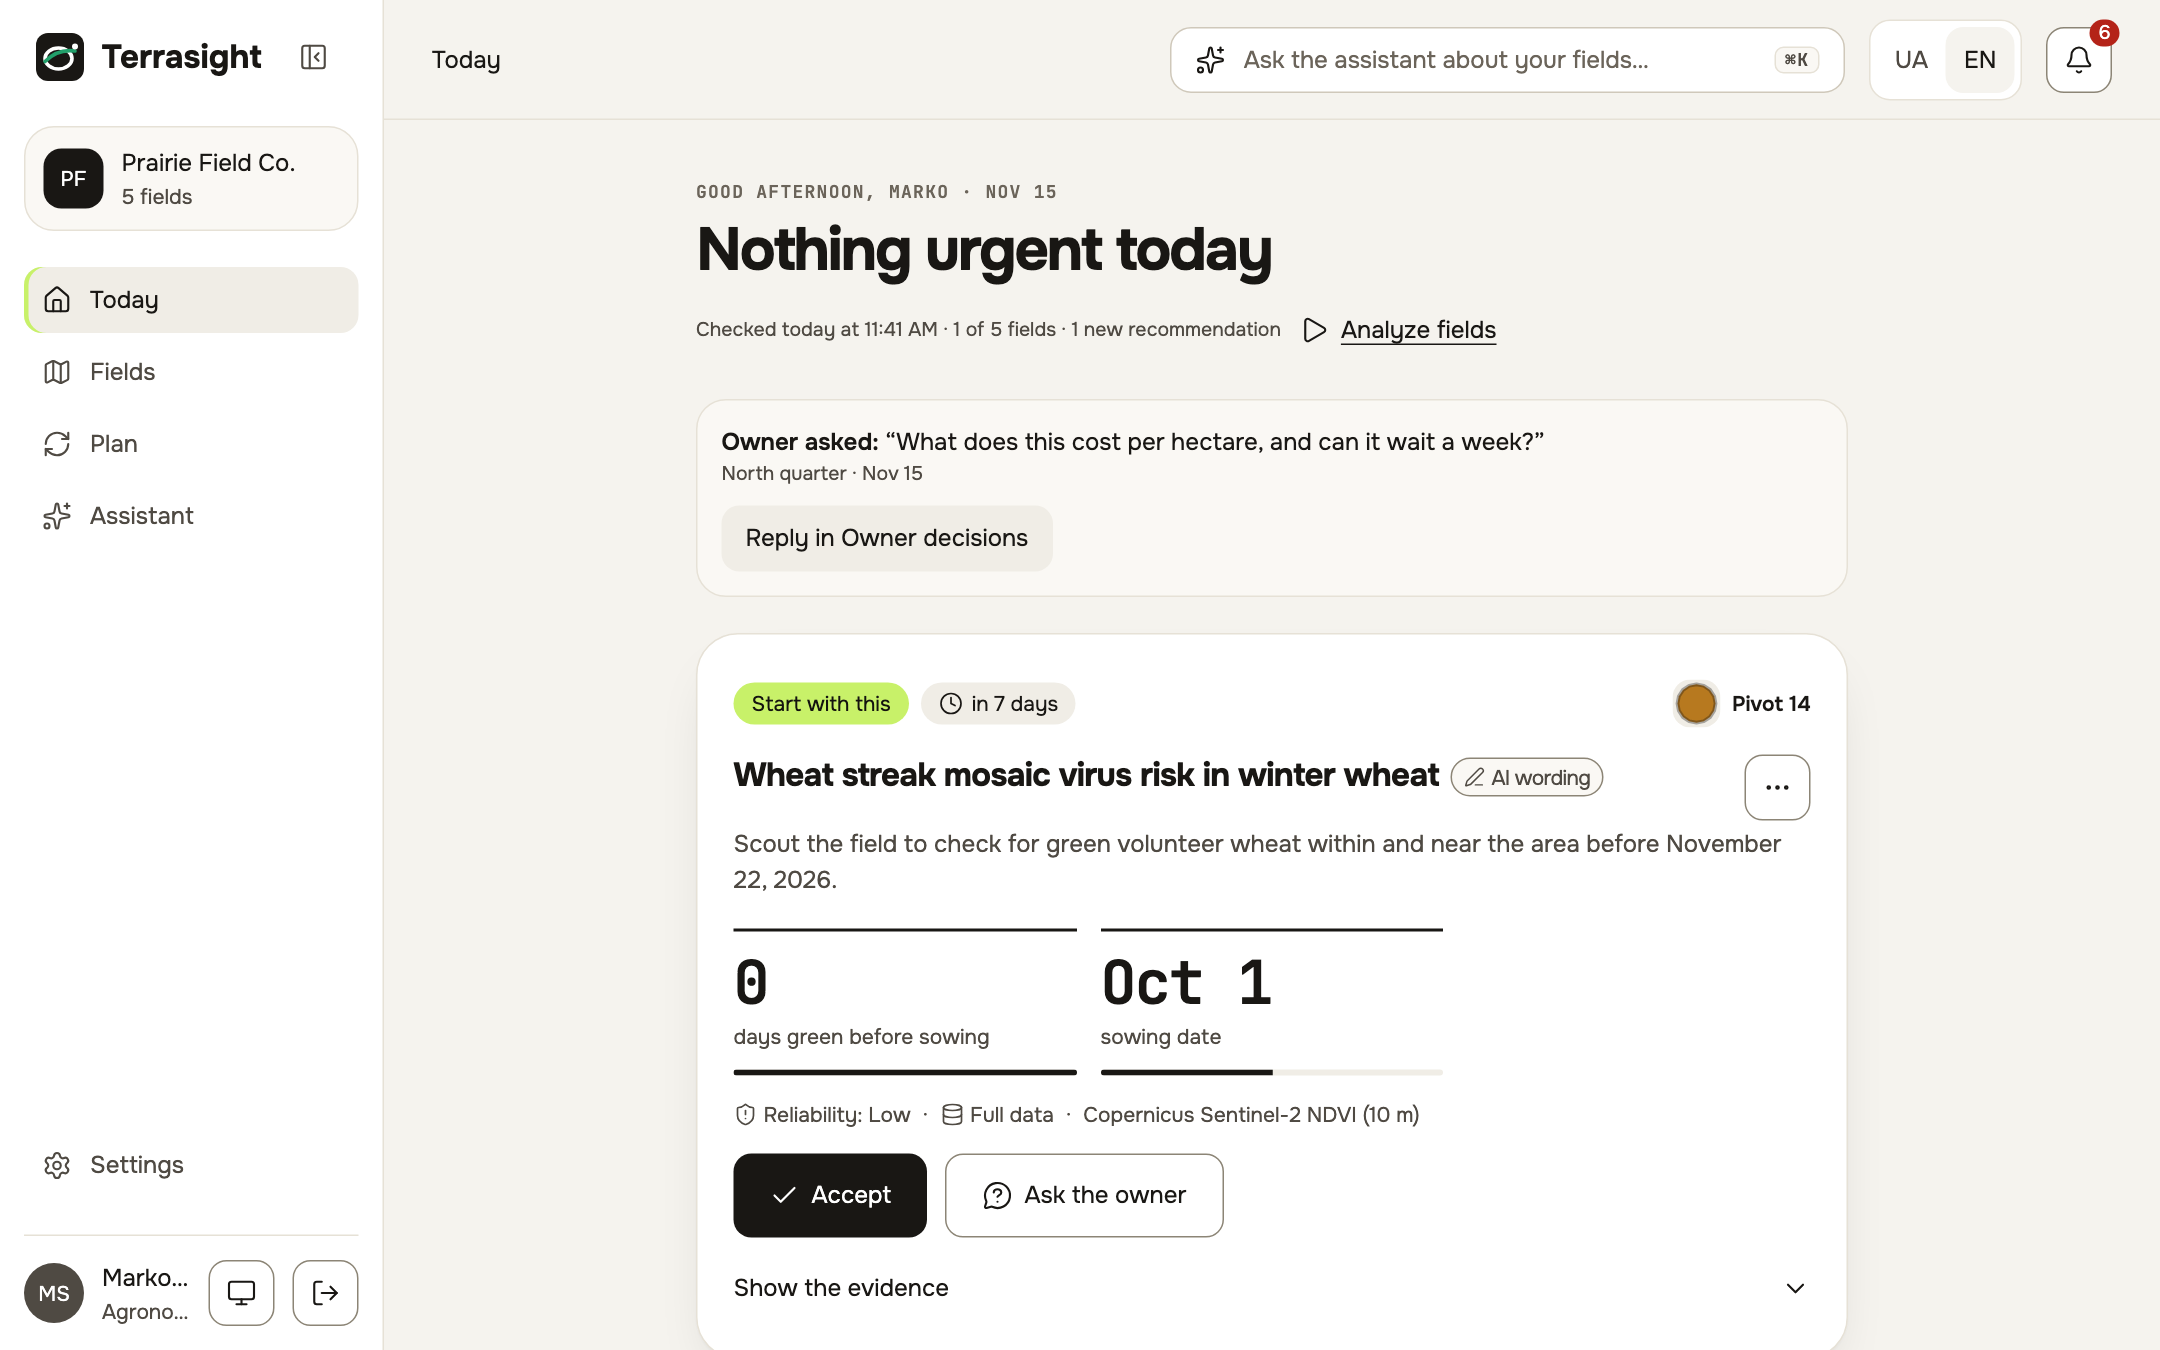 Terrasight
Prairie Field Co.
PF
5 fields
Today
Fields
Plan
Assistant
Settings
MS
Marko...
Agrono...
Today
Ask the assistant about your fields...
⌘K
UA
EN
6
GOOD AFTERNOON, MARKO · NOV 15
Nothing urgent today
Checked today at 11:41 AM · 1 of 5 fields · 1 new recommendation
Analyze fields
Owner asked: “What does this cost per hectare, and can it wait a week?”
North quarter · Nov 15
Reply in Owner decisions
Start with this
in 7 days
Pivot 14
Wheat streak mosaic virus risk in winter wheat
AI wording
Scout the field to check for green volunteer wheat within and near the area before November
22, 2026.
0
days green before sowing
Oct 1
sowing date
Reliability: Low · Full data · Copernicus Sentinel-2 NDVI (10 m)
Accept
Ask the owner
Show the evidence